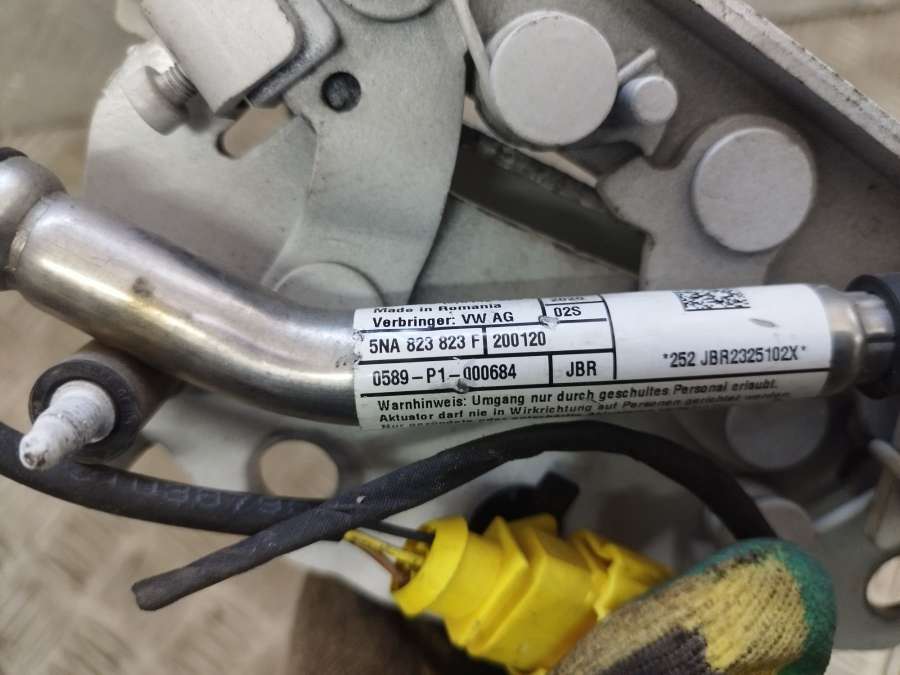 Made in Romania
2020
Verbringer: VW AG
02S
5NA 823 823 F
200120
0589-P1-000684
JBR
*252 JBR2325102X*
Warnhinweis: Umgang nur durch geschultes Personal erlaubt.
Aktuator darf nie in Wirkrichtung auf Personen gerichtet werden.